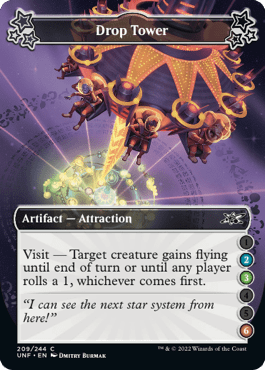 Drop Tower
Artifact — Attraction
Visit — Target creature gains flying
until end of turn or until any player
rolls a 1, whichever comes first.
“I can see the next star system from
here!”
1
2
3
4
5
6
209/244 C
UNF • EN Dmitry Burmak
™ & © 2022 Wizards of the Coast